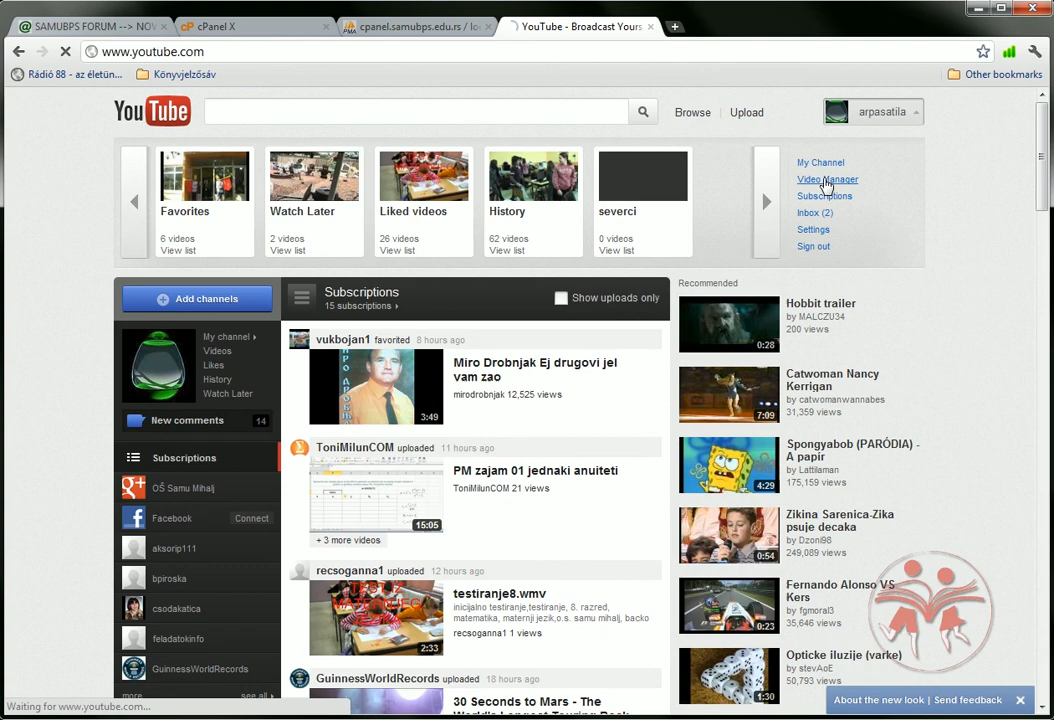 SAMUBPS FORUM --> NOV
cPanel X
cpanel.samubps.edu.rs / loc
YouTube - Broadcast Yours
www.youtube.com
Rádió 88 - az életün...
Könyvjelzősáv
Other bookmarks
YouTube
Browse
Upload
arpasatila
Favorites
6 videos
View list
Watch Later
2 videos
View list
Liked videos
26 videos
View list
History
62 videos
View list
severci
0 videos
View list
My Channel
Video Manager
Subscriptions
Inbox (2)
Settings
Sign out
Add channels
My channel
Videos
Likes
History
Watch Later
New comments 14
Subscriptions
OŠ Samu Mihalj
Facebook Connect
aksorip111
bpiroska
csodakatica
feladatokinfo
GuinnessWorldRecords
more see all
Subscriptions
15 subscriptions
Show uploads only
vukbojan1 favorited 8 hours ago
Miro Drobnjak Ej drugovi jel
vam zao
mirodrobnjak 12,525 views
3:49
ToniMilunCOM uploaded 11 hours ago
PM zajam 01 jednaki anuiteti
ToniMilunCOM 21 views
15:05
+ 3 more videos
recsoganna1 uploaded 12 hours ago
testiranje8.wmv
inicijalno testiranje,testiranje, 8. razred,
matematika, maternji jezik,o.s. samu mihalj, backo
recsoganna1 1 views
2:33
GuinnessWorldRecords uploaded 18 hours ago
30 Seconds to Mars - The
World's Longest Touring Rock
Recommended
Hobbit trailer
by MALCZU34
200 views
0:28
Catwoman Nancy
Kerrigan
by catwomanwannabes
31,359 views
7:09
Spongyabob (PARÓDIA) -
A papír
by Lattilaman
175,159 views
4:29
Zikina Sarenica-Zika
psuje decaka
by Dzoni98
249,089 views
0:54
Fernando Alonso VS
Kers
by fgmoral3
35,646 views
0:23
Opticke iluzije (varke)
by stevAoE
50,793 views
1:30
About the new look | Send feedback
Waiting for www.youtube.com...